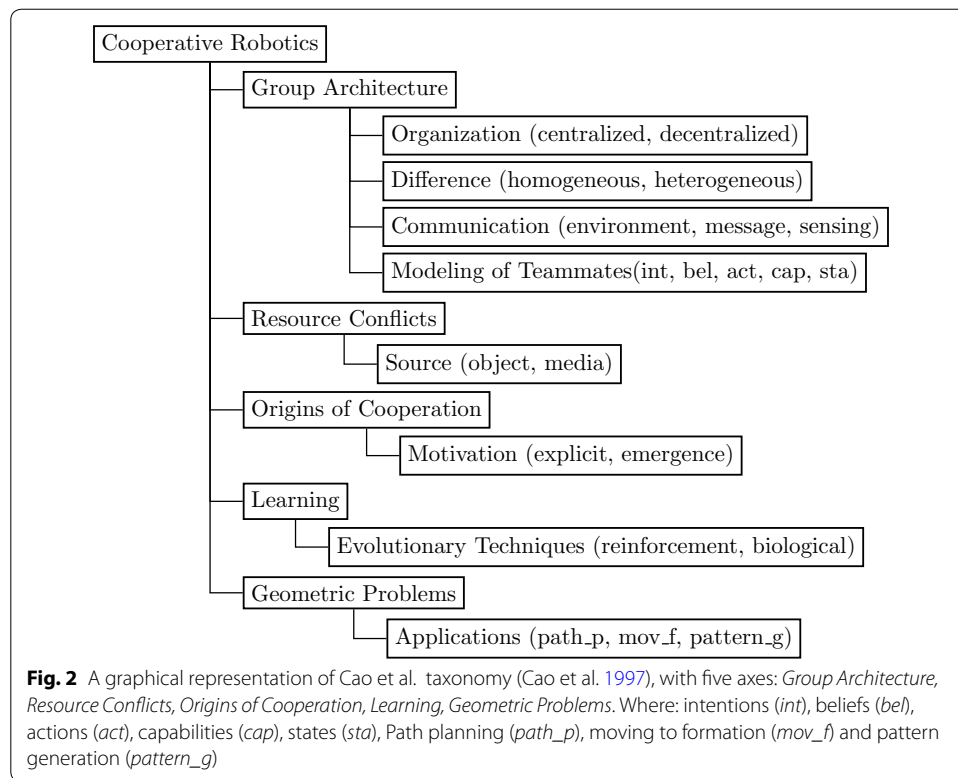 Cooperative Robotics
Group Architecture
Organization (centralized, decentralized)
Difference (homogeneous, heterogeneous)
Communication (environment, message, sensing)
Modeling of Teammates(int, bel, act, cap, sta)
Resource Conflicts
Source (object, media)
Origins of Cooperation
Motivation (explicit, emergence)
Learning
Evolutionary Techniques (reinforcement, biological)
Geometric Problems
Applications (path_p, mov_f, pattern_g)
Fig. 2 A graphical representation of Cao et al. taxonomy (Cao et al. 1997), with five axes: Group Architecture,
Resource Conflicts, Origins of Cooperation, Learning, Geometric Problems. Where: intentions (int), beliefs (bel),
actions (act), capabilities (cap), states (sta), Path planning (path_p), moving to formation (mov_f) and pattern
generation (pattern_g)